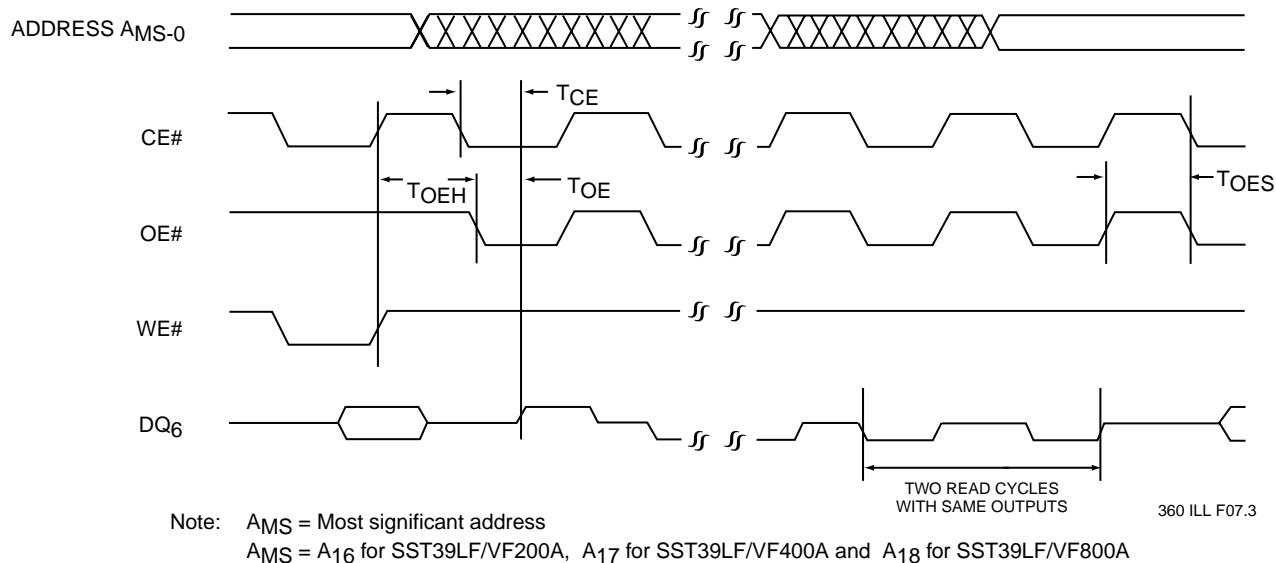 ADDRESS AMS-0
TCE
CE#
TOEH
TOE
TOES
OE#
WE#
DQ6
TWO READ CYCLES
WITH SAME OUTPUTS
360 ILL F07.3
Note: AMS = Most significant address
AMS = A16 for SST39LF/VF200A, A17 for SST39LF/VF400A and A18 for SST39LF/VF800A